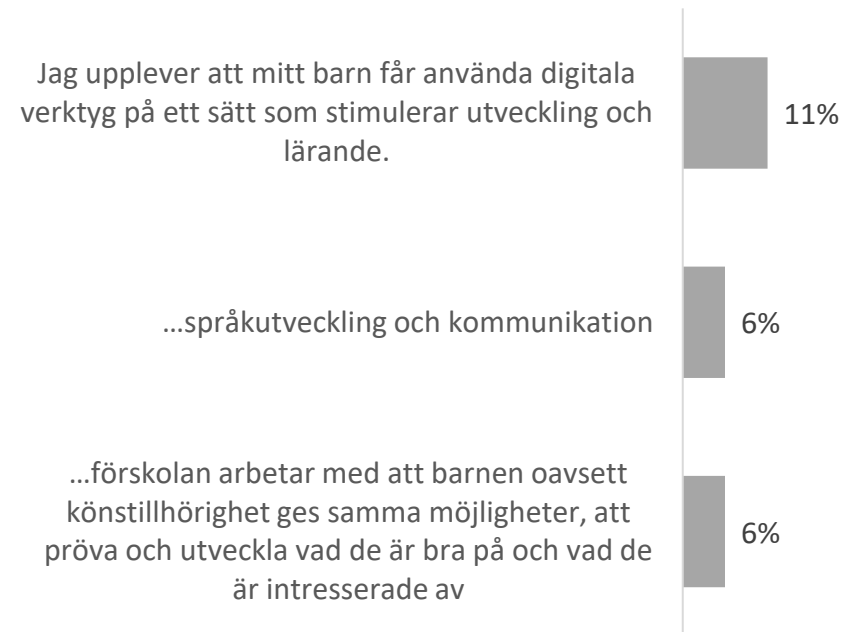 Jag upplever att mitt barn får använda digitala
verktyg på ett sätt som stimulerar utveckling och
lärande.
11%
...språkutveckling och kommunikation
6%
...förskolan arbetar med att barnen oavsett
könstillhörighet ges samma möjligheter, att
pröva och utveckla vad de är bra på och vad de
är intresserade av
6%